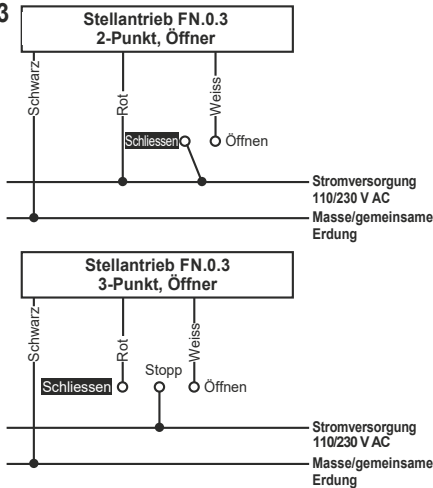 3
Stellantrieb FN.0.3
2-Punkt, Öffner
Schwarz
Rot
Weiss
Schliessen
Öffnen
Stromversorgung
110/230 V AC
Masse/gemeinsame
Erdung
Stellantrieb FN.0.3
3-Punkt, Öffner
Schwarz
Rot
Weiss
Stopp
Schliessen
Öffnen
Stromversorgung
110/230 V AC
Masse/gemeinsame
Erdung